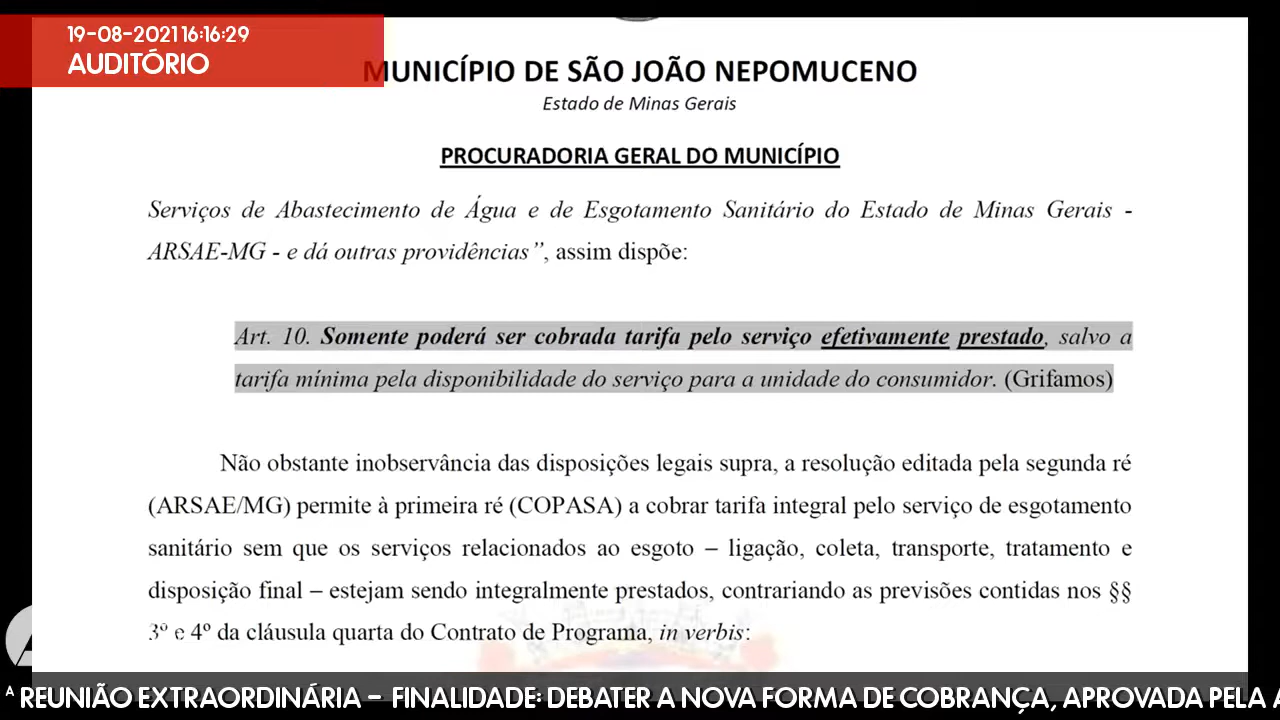 19-08-2021 16:16:29
AUDITÓRIO
MUNICÍPIO DE SÃO JOÃO NEPOMUCENO
Estado de Minas Gerais
PROCURADORIA GERAL DO MUNICÍPIO
Serviços de Abastecimento de Água e de Esgotamento Sanitário do Estado de Minas Gerais -
ARSAE-MG - e dá outras providências”, assim dispõe:
Art. 10. Somente poderá ser cobrada tarifa pelo serviço efetivamente prestado, salvo a
tarifa mínima pela disponibilidade do serviço para a unidade do consumidor. (Grifamos)
Não obstante inobservância das disposições legais supra, a resolução editada pela segunda ré
(ARSAE/MG) permite à primeira ré (COPASA) a cobrar tarifa integral pelo serviço de esgotamento
sanitário sem que os serviços relacionados ao esgoto – ligação, coleta, transporte, tratamento e
disposição final – estejam sendo integralmente prestados, contrariando as previsões contidas nos §§
3º e 4º da cláusula quarta do Contrato de Programa, in verbis:
A REUNIÃO EXTRAORDINÁRIA – FINALIDADE: DEBATER A NOVA FORMA DE COBRANÇA, APROVADA PELA A